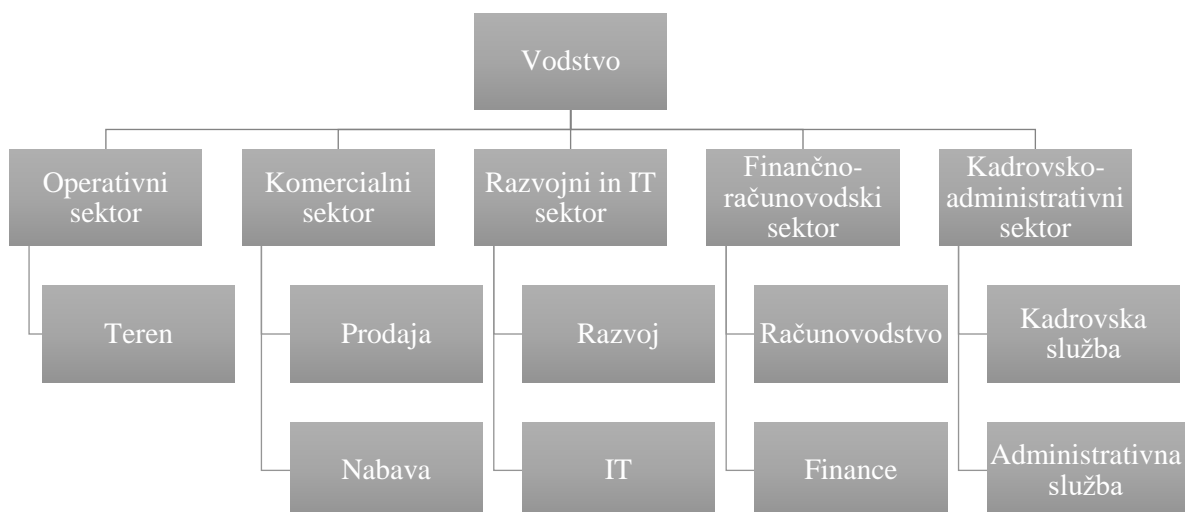 Vodstvo
Operativni
sektor
Komercialni
sektor
Razvojni in IT
sektor
Finančno-
računovodski
sektor
Kadrovsko-
administrativni
sektor
Teren
Prodaja
Nabava
Razvoj
IT
Računovodstvo
Finance
Kadrovska
služba
Administrativna
služba